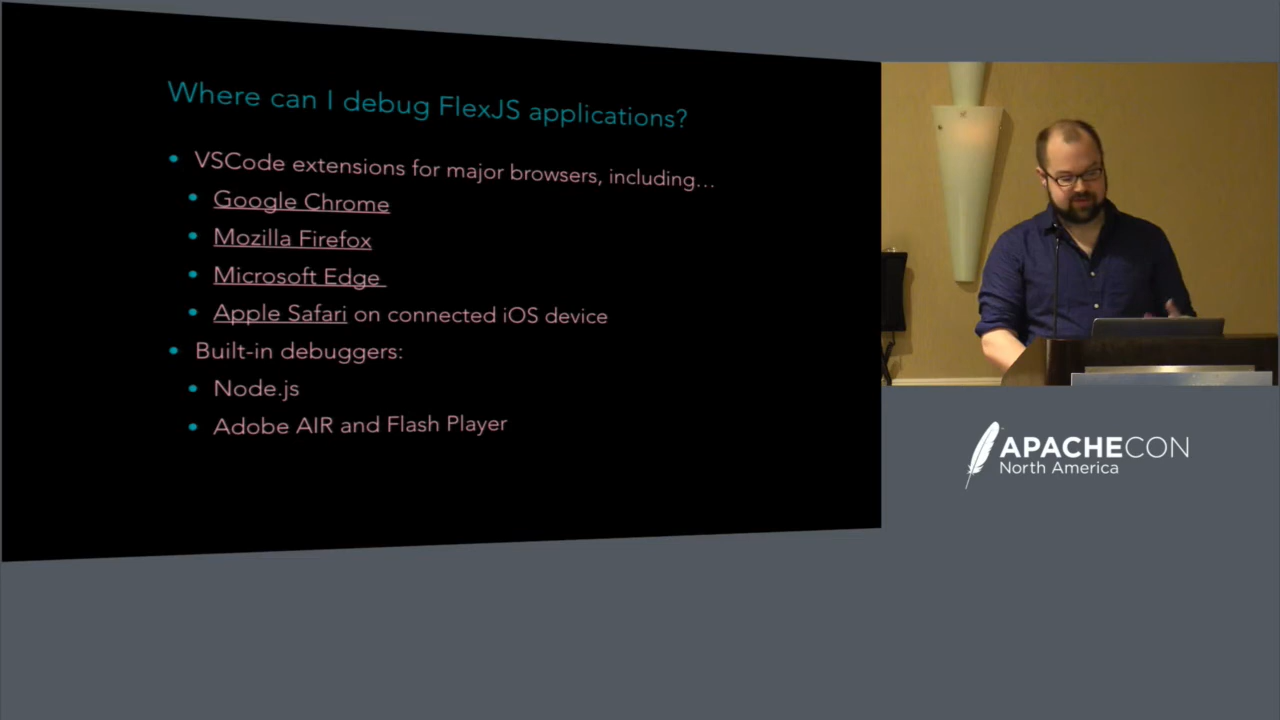 Where can I debug FlexJS applications?
VSCode extensions for major browsers, including...
Google Chrome
Mozilla Firefox
Microsoft Edge
Apple Safari on connected iOS device
Built-in debuggers:
Node.js
Adobe AIR and Flash Player
APACHECON
North America